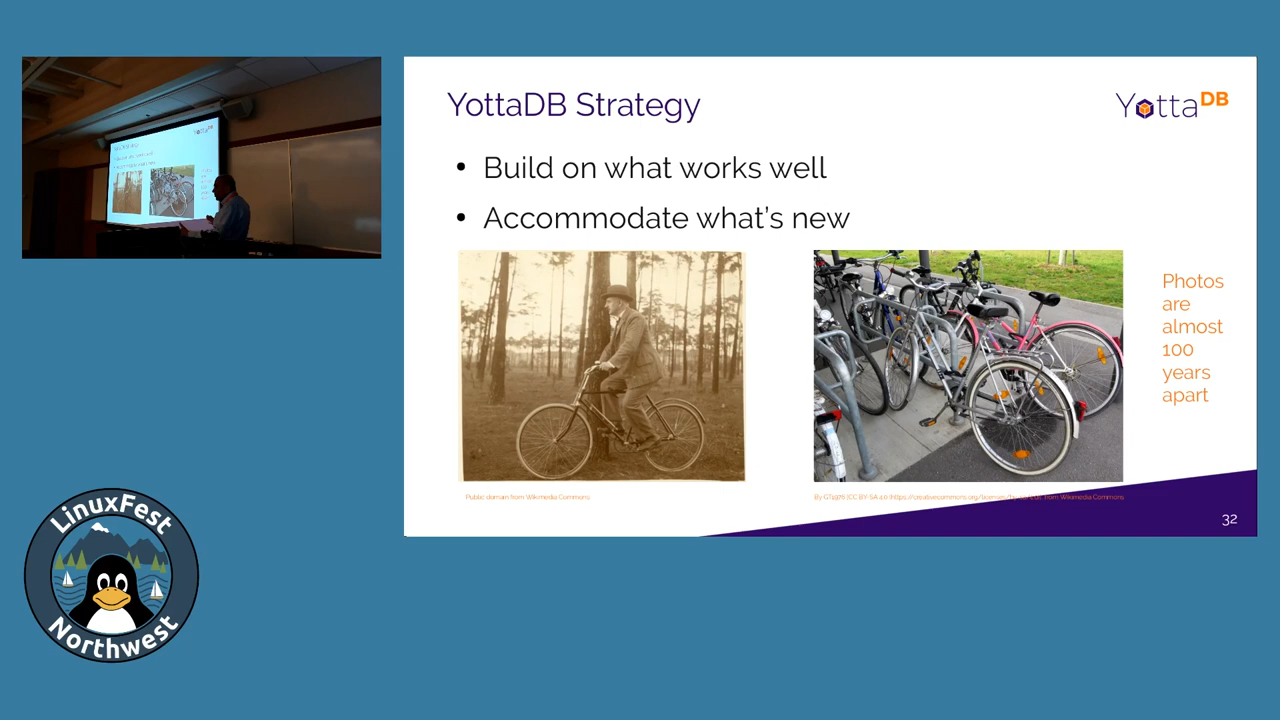 YottaDB Strategy
YottaDB
• Build on what works well
• Accommodate what's new
Photos
are
almost
100
years
apart
Public domain from Wikimedia Commons
from Wikimedia Commons
32
LinuxFest
Northwest